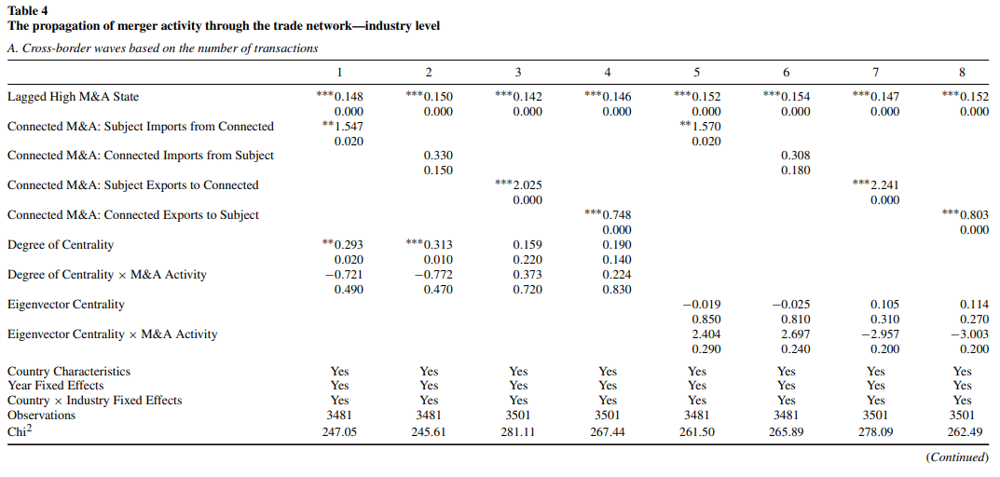 Table 4
The propagation of merger activity through the trade network—industry level
A. Cross-border waves based on the number of transactions
1 2 3 4 5 6 7 8
Lagged High M&A State ***0.148 ***0.150 ***0.142 ***0.146 ***0.152 ***0.154 ***0.147 ***0.152
0.000 0.000 0.000 0.000 0.000 0.000 0.000 0.000
Connected M&A: Subject Imports from Connected **1.547 **1.570
0.020 0.020
Connected M&A: Connected Imports from Subject 0.330 0.308
0.150 0.180
Connected M&A: Subject Exports to Connected ***2.025 ***2.241
0.000 0.000
Connected M&A: Connected Exports to Subject ***0.748 ***0.803
0.000 0.000
Degree of Centrality **0.293 ***0.313 0.159 0.190
0.020 0.010 0.220 0.140
Degree of Centrality × M&A Activity −0.721 −0.772 0.373 0.224
0.490 0.470 0.720 0.830
Eigenvector Centrality −0.019 −0.025 0.105 0.114
0.850 0.810 0.310 0.270
Eigenvector Centrality × M&A Activity 2.404 2.697 −2.957 −3.003
0.290 0.240 0.200 0.200
Country Characteristics Yes Yes Yes Yes Yes Yes Yes Yes
Year Fixed Effects Yes Yes Yes Yes Yes Yes Yes Yes
Country × Industry Fixed Effects Yes Yes Yes Yes Yes Yes Yes Yes
Observations 3481 3481 3501 3501 3481 3481 3501 3501
Chi² 247.05 245.61 281.11 267.44 261.50 265.89 278.09 262.49
(Continued)